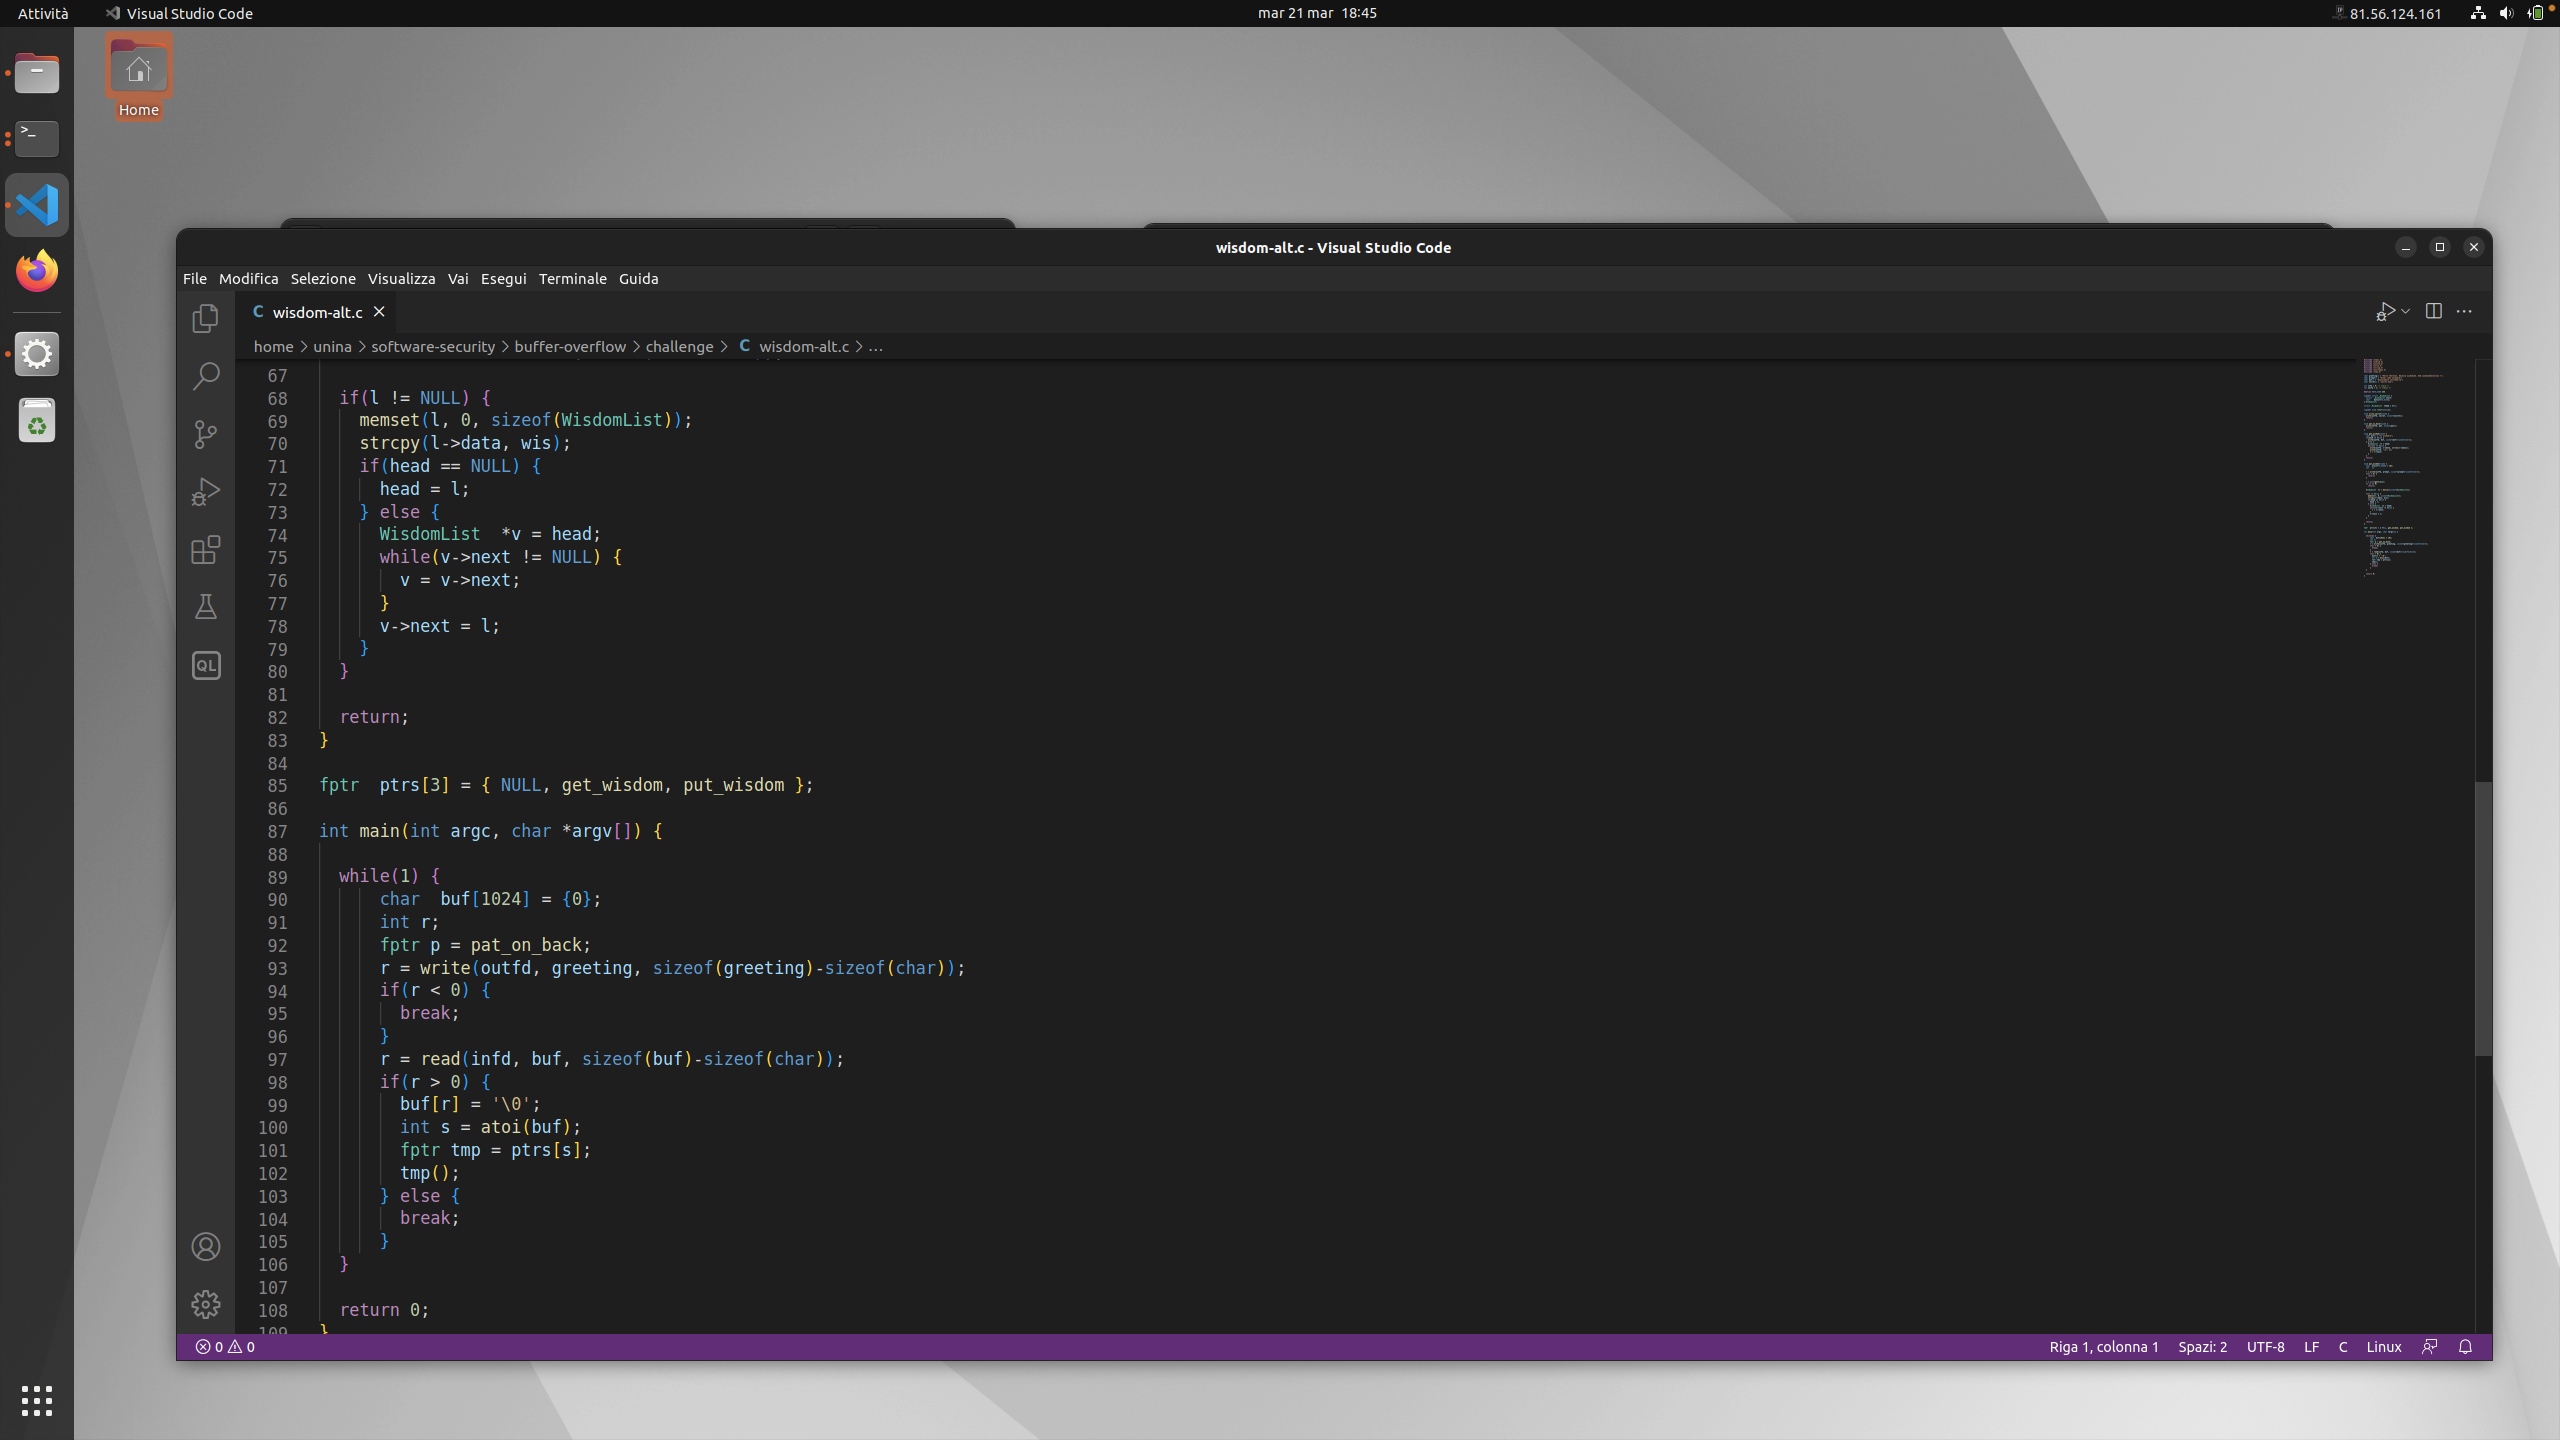 Attività
Visual Studio Code
mar 21 mar 18:45
81.56.124.161
Home
wisdom-alt.c - Visual Studio Code
File Modifica Selezione Visualizza Vai Esegui Terminale Guida
C wisdom-alt.c
home > unina > software-security > buffer-overflow > challenge > C wisdom-alt.c > ...
67
68 if(l != NULL) {
69 memset(l, 0, sizeof(WisdomList));
70 strcpy(l->data, wis);
71 if(head == NULL) {
72 head = l;
73 } else {
74 WisdomList  *v = head;
75 while(v->next != NULL) {
76 v = v->next;
77 }
78 v->next = l;
79 }
80 }
81
82 return;
83 }
84
85 fptr  ptrs[3] = { NULL, get_wisdom, put_wisdom };
86
87 int main(int argc, char *argv[]) {
88
89 while(1) {
90 char  buf[1024] = {0};
91 int r;
92 fptr p = pat_on_back;
93 r = write(outfd, greeting, sizeof(greeting)-sizeof(char));
94 if(r < 0) {
95 break;
96 }
97 r = read(infd, buf, sizeof(buf)-sizeof(char));
98 if(r > 0) {
99 buf[r] = '\0';
100 int s = atoi(buf);
101 fptr tmp = ptrs[s];
102 tmp();
103 } else {
104 break;
105 }
106 }
107
108 return 0;
109 }
QL
0 0
Riga 1, colonna 1 Spazi: 2 UTF-8 LF C Linux